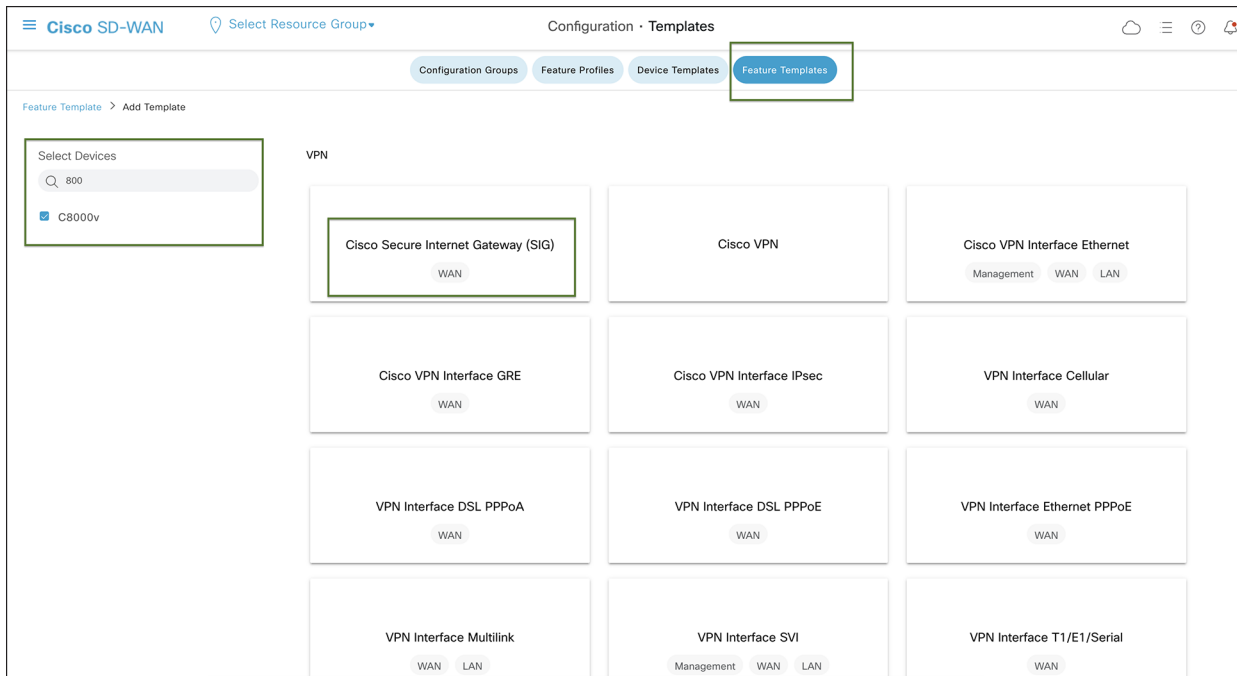 Cisco SD-WAN
Select Resource Group
Configuration · Templates
Configuration Groups
Feature Profiles
Device Templates
Feature Templates
Feature Template > Add Template
Select Devices
800
C8000v
VPN
Cisco Secure Internet Gateway (SIG)
WAN
Cisco VPN
Cisco VPN Interface Ethernet
Management WAN LAN
Cisco VPN Interface GRE
WAN
Cisco VPN Interface IPsec
WAN
VPN Interface Cellular
WAN
VPN Interface DSL PPPoA
WAN
VPN Interface DSL PPPoE
WAN
VPN Interface Ethernet PPPoE
WAN
VPN Interface Multilink
WAN LAN
VPN Interface SVI
Management WAN LAN
VPN Interface T1/E1/Serial
WAN